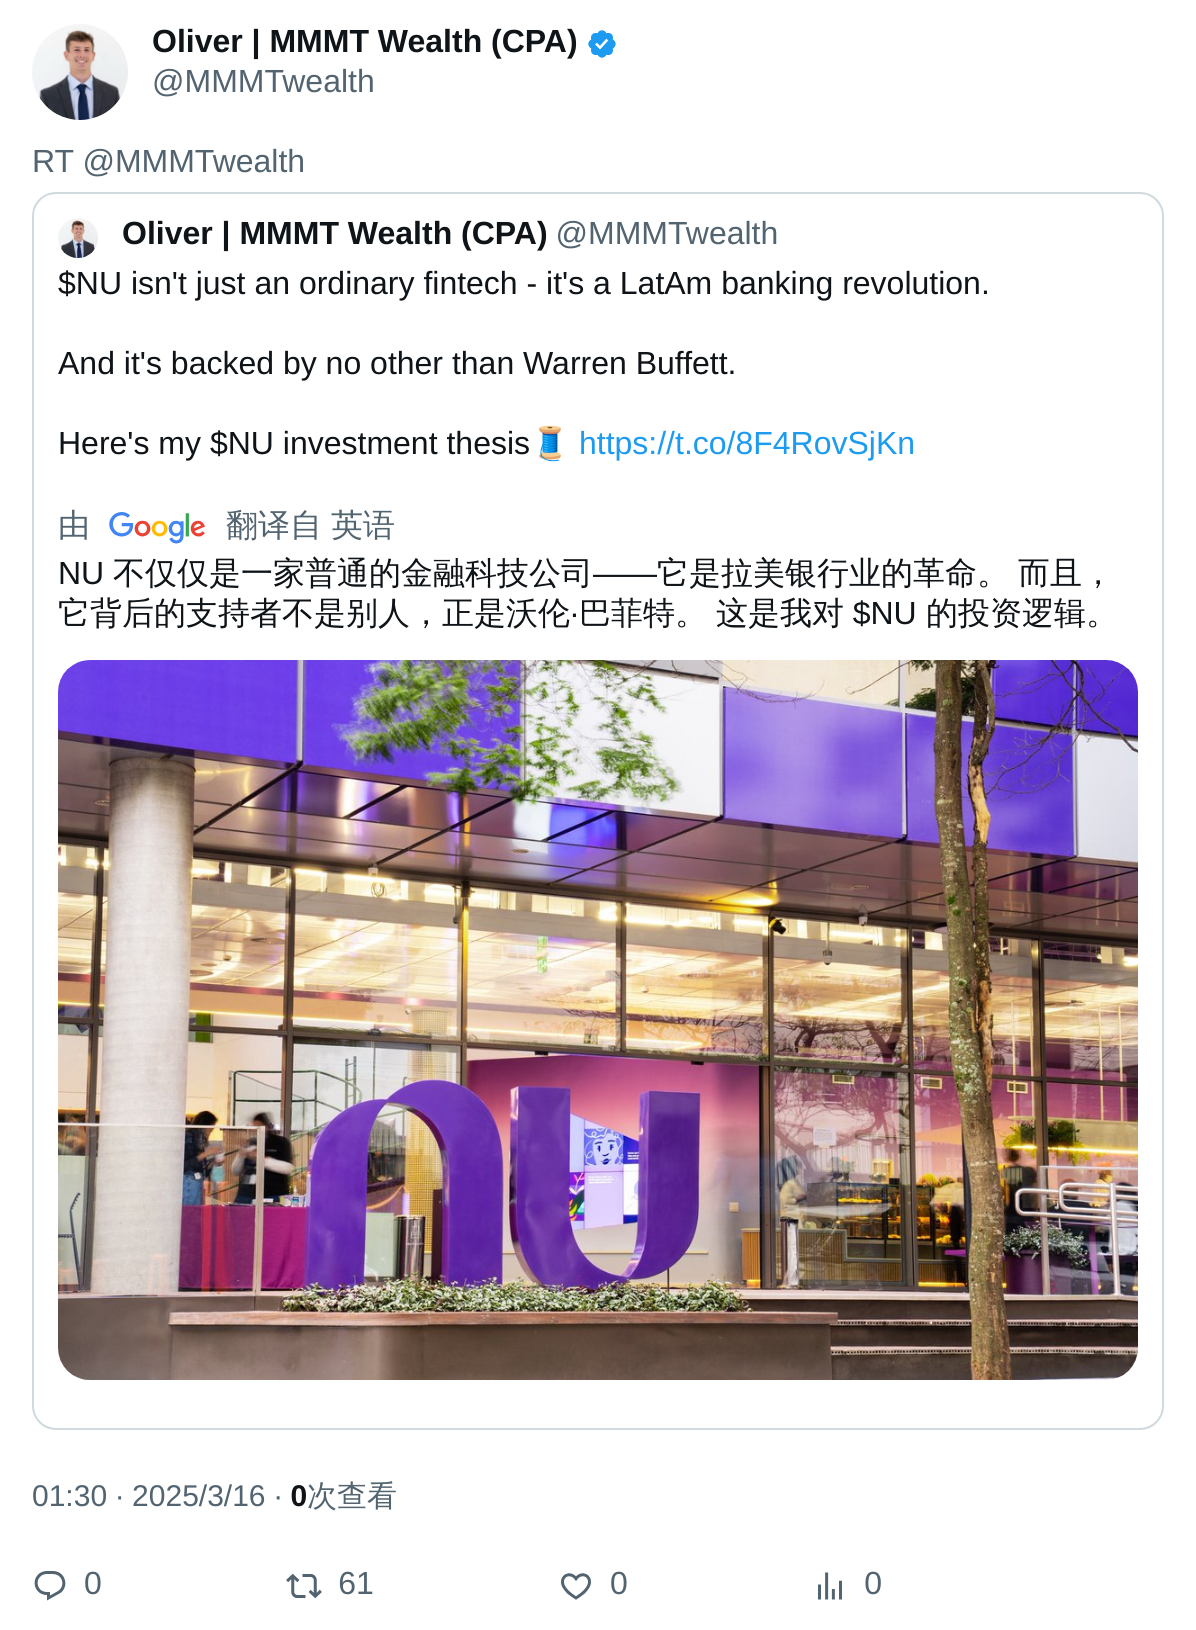 Oliver | MMMT Wealth (CPA)
@MMMTwealth
RT @MMMTwealth
Oliver | MMMT Wealth (CPA) @MMMTwealth
$NU isn't just an ordinary fintech - it's a LatAm banking revolution.
And it's backed by no other than Warren Buffett.
Here's my $NU investment thesis🧵 https://t.co/8F4RovSjKn
由 Google 翻译自 英语
NU 不仅仅是一家普通的金融科技公司——它是拉美银行业的革命。 而且，
它背后的支持者不是别人，正是沃伦·巴菲特。 这是我对 $NU 的投资逻辑。
nu
01:30 · 2025/3/16 · 0次查看
0 61 0 0